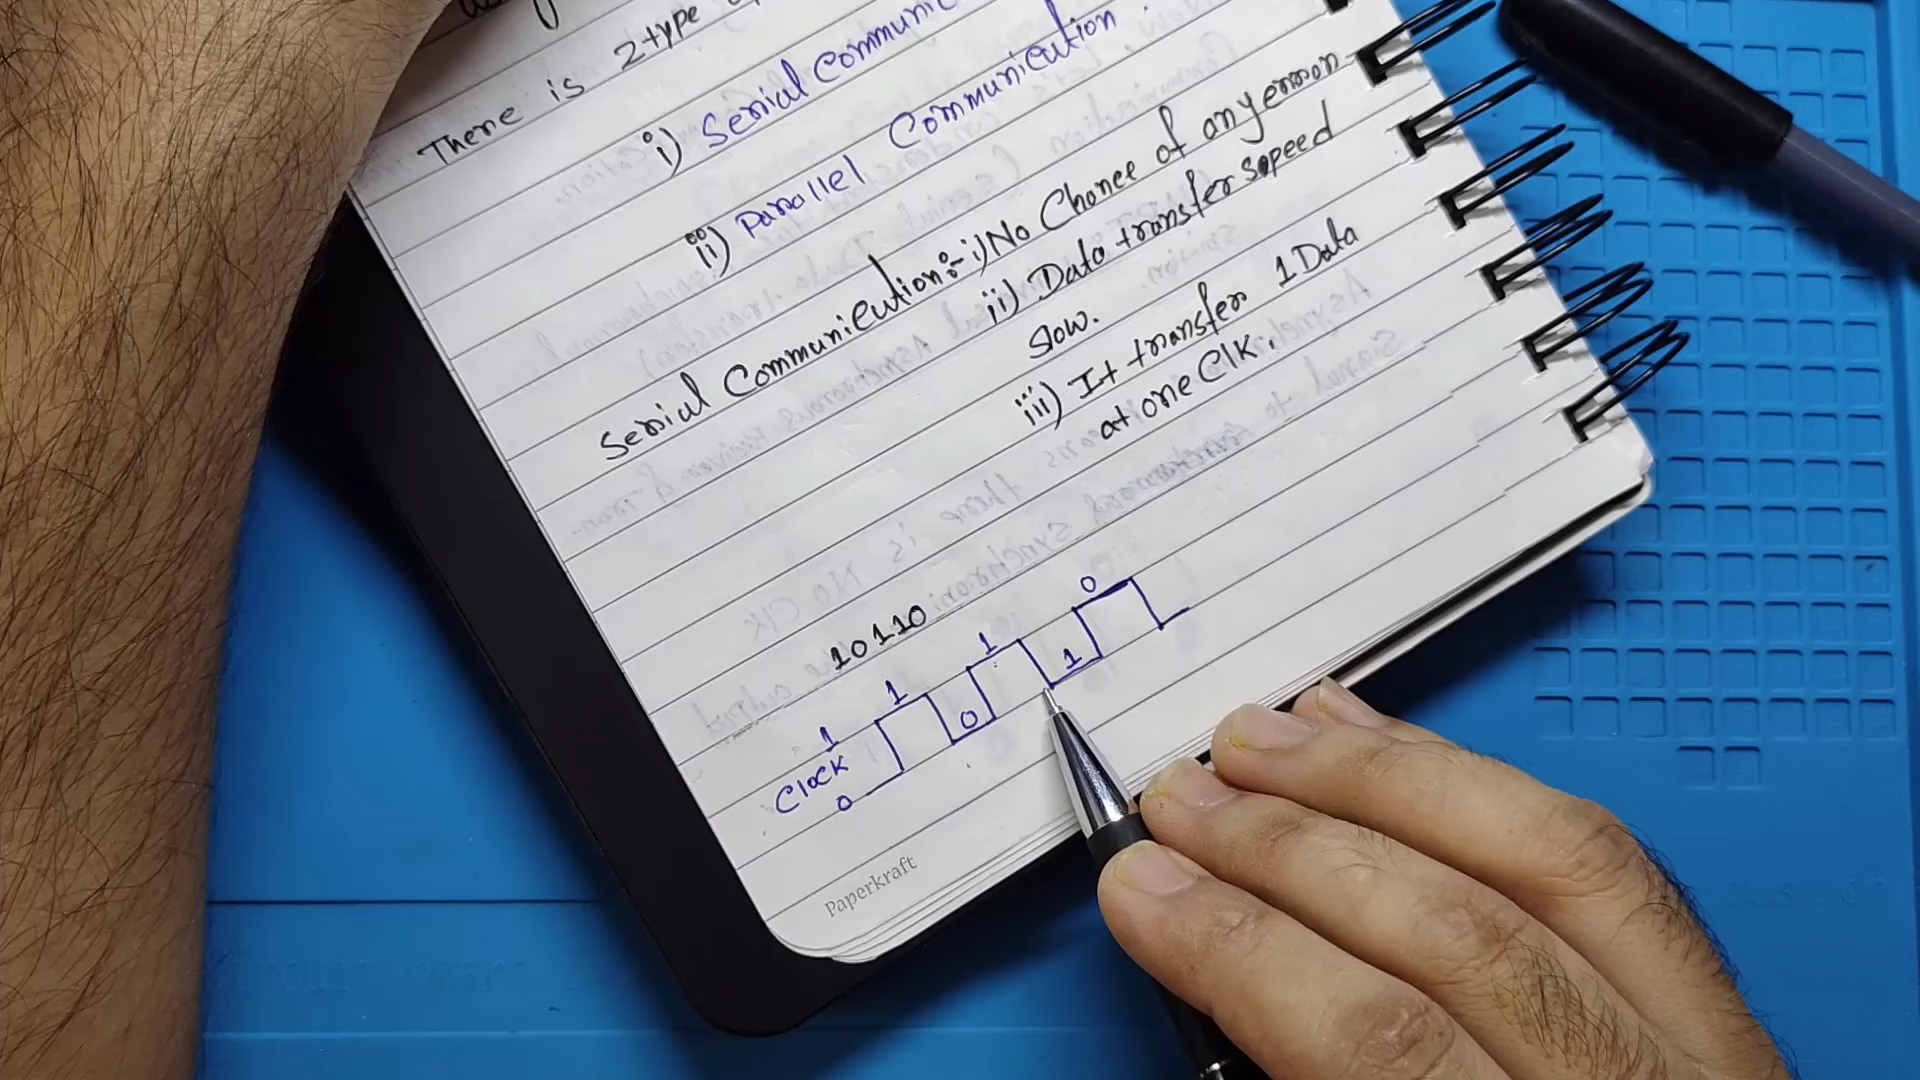 There is 2 type
i) Serial Communic
ii) Parallel Communication
Serial Communication:- i) No Chance of any error
ii) Data transfer speed
slow.
iii) It transfer 1 Data
at one Clk.
10110
1 1 0 1 1 0
Clock
0
Paperkraft